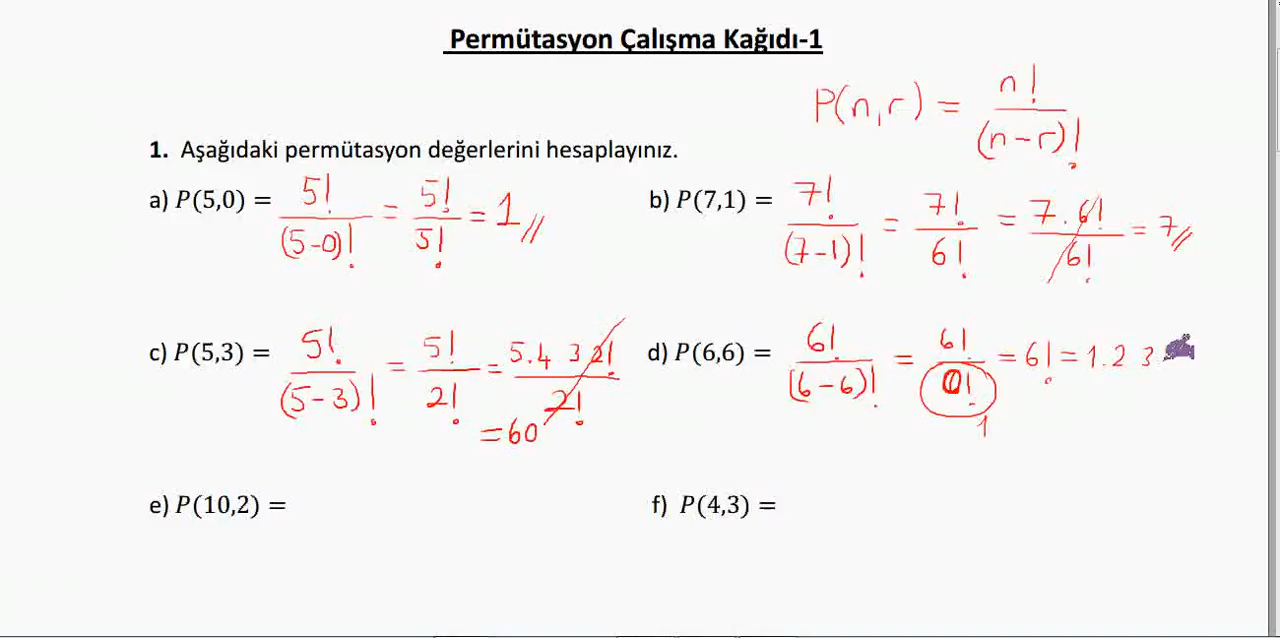 Permütasyon Çalışma Kağıdı-1
P(n,r) = n! / (n-r)!
1. Aşağıdaki permütasyon değerlerini hesaplayınız.
a) P(5,0) = 5! / (5-0)! = 5! / 5! = 1 //
b) P(7,1) = 7! / (7-1)! = 7! / 6! = 7.6! / 6! = 7 //
c) P(5,3) = 5! / (5-3)! = 5! / 2! = 5.4 3 2! / 2!
= 60
d) P(6,6) = 6! / (6-6)! = 6! / 0! = 6! = 1.2 3
1
e) P(10,2) =
f) P(4,3) =